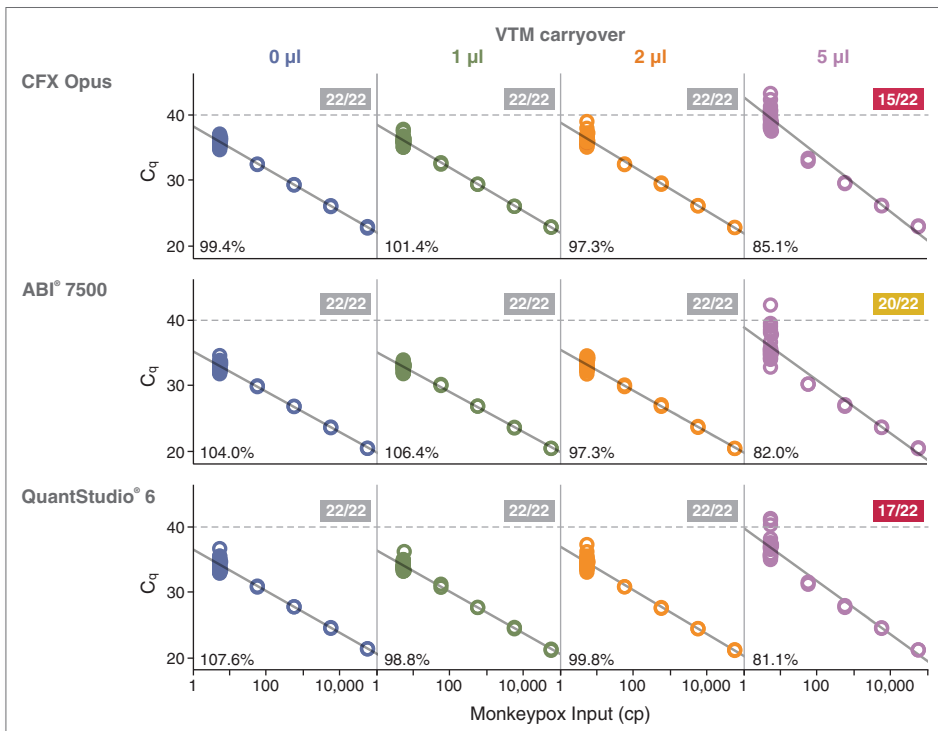 VTM carryover
0 µl 1 µl 2 µl 5 µl
CFX Opus
22/22 22/22 22/22 15/22
40
30
20
Cq
99.4% 101.4% 97.3% 85.1%
ABI® 7500
22/22 22/22 22/22 20/22
40
30
20
Cq
104.0% 106.4% 97.3% 82.0%
QuantStudio® 6
22/22 22/22 22/22 17/22
40
30
20
Cq
107.6% 98.8% 99.8% 81.1%
1 100 10,000 1 100 10,000 1 100 10,000 1 100 10,000
Monkeypox Input (cp)